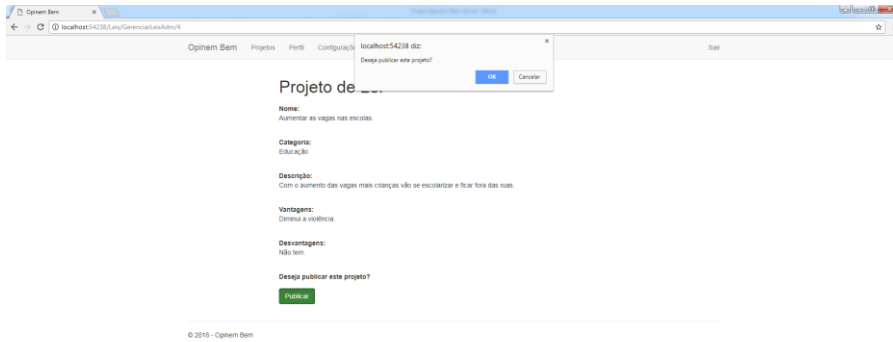 Opinem Bem
localhost:54238/Leis/GerenciarLeisAdm/4
Opinem Bem Projetos Perfil Configuraçõ Sair
localhost:54238 diz:
Deseja publicar este projeto?
OK Cancelar
Projeto de
Nome:
Aumentar as vagas nas escolas.
Categoria:
Educação
Descrição:
Com o aumento das vagas mais crianças vão se escolarizar e ficar fora das ruas.
Vantagens:
Diminui a violência.
Desvantagens:
Não tem.
Deseja publicar este projeto?
Publicar
© 2016 - Opinem Bem